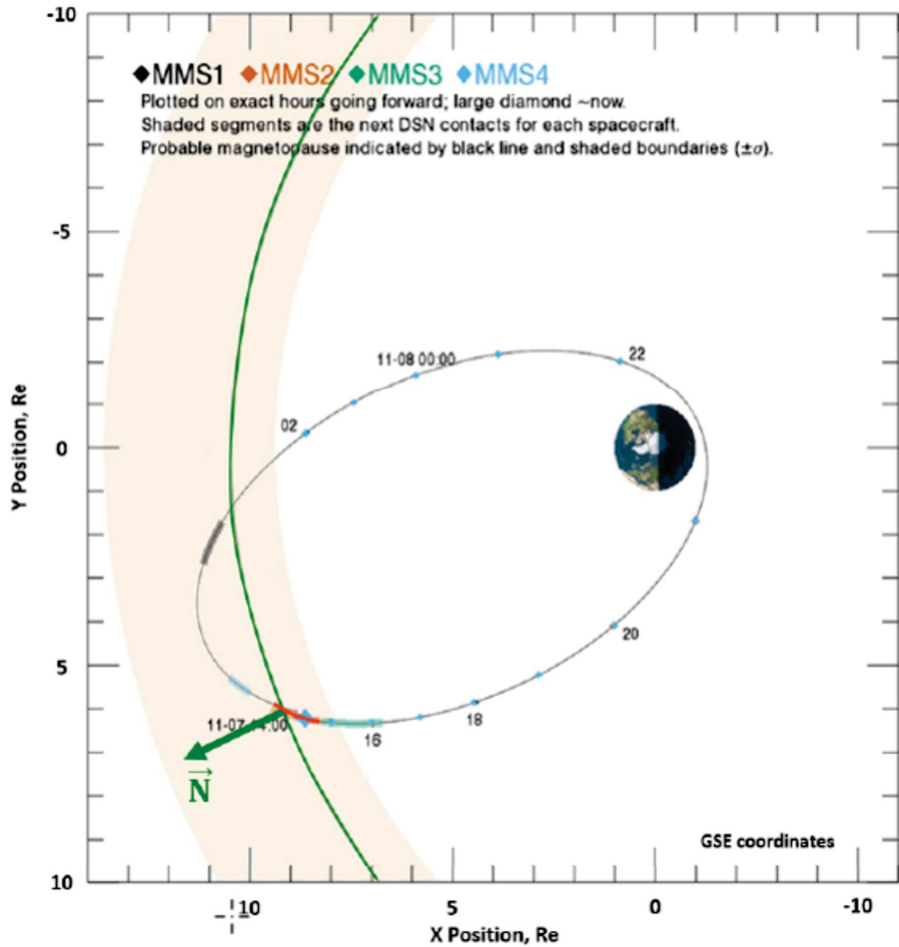 -10
◆MMS1 ◆MMS2 ◆MMS3 ◆MMS4
Plotted on exact hours going forward; large diamond ~now.
Shaded segments are the next DSN contacts for each spacecraft.
Probable magnetopause indicated by black line and shaded boundaries (±σ).
-5
11-08 00:00
22
02
0
Y Position, Re
20
5
18
11-07 14:00
16
N
GSE coordinates
10
10
5
0
-10
X Position, Re